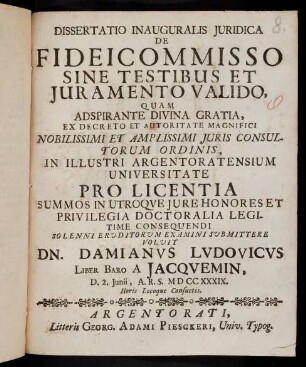 8.
DISSERTATIO INAUGURALIS JURIDICA
DE
FIDEICOMMISSO
SINE TESTIBUS ET
JURAMENTO VALIDO,
QUAM
ADSPIRANTE DIVINA GRATIA,
EX DECRETO ET AUTORITATE MAGNIFICI
NOBILISSIMI ET AMPLISSIMI JURIS CONSUL-
TORUM ORDINIS,
IN ILLUSTRI ARGENTORATENSIUM
UNIVERSITATE
PRO LICENTIA
SUMMOS IN UTROQVE JURE HONORES ET
PRIVILEGIA DOCTORALIA LEGI-
TIME CONSEQUENDI
SOLENNI ERUDITORUM EXAMINI SUBMITTERE
VOLUIT
DN. DAMIANUS LUDOVICUS
LIBER BARO A JACQVEMIN,
D. 2. Junii, A. R. S. MDCCXXXIX.
Horis Locoque Consuetis.
ARGENTORATI,
Litteris GEORG. ADAMI PIESCKERI, Univ. Typog.